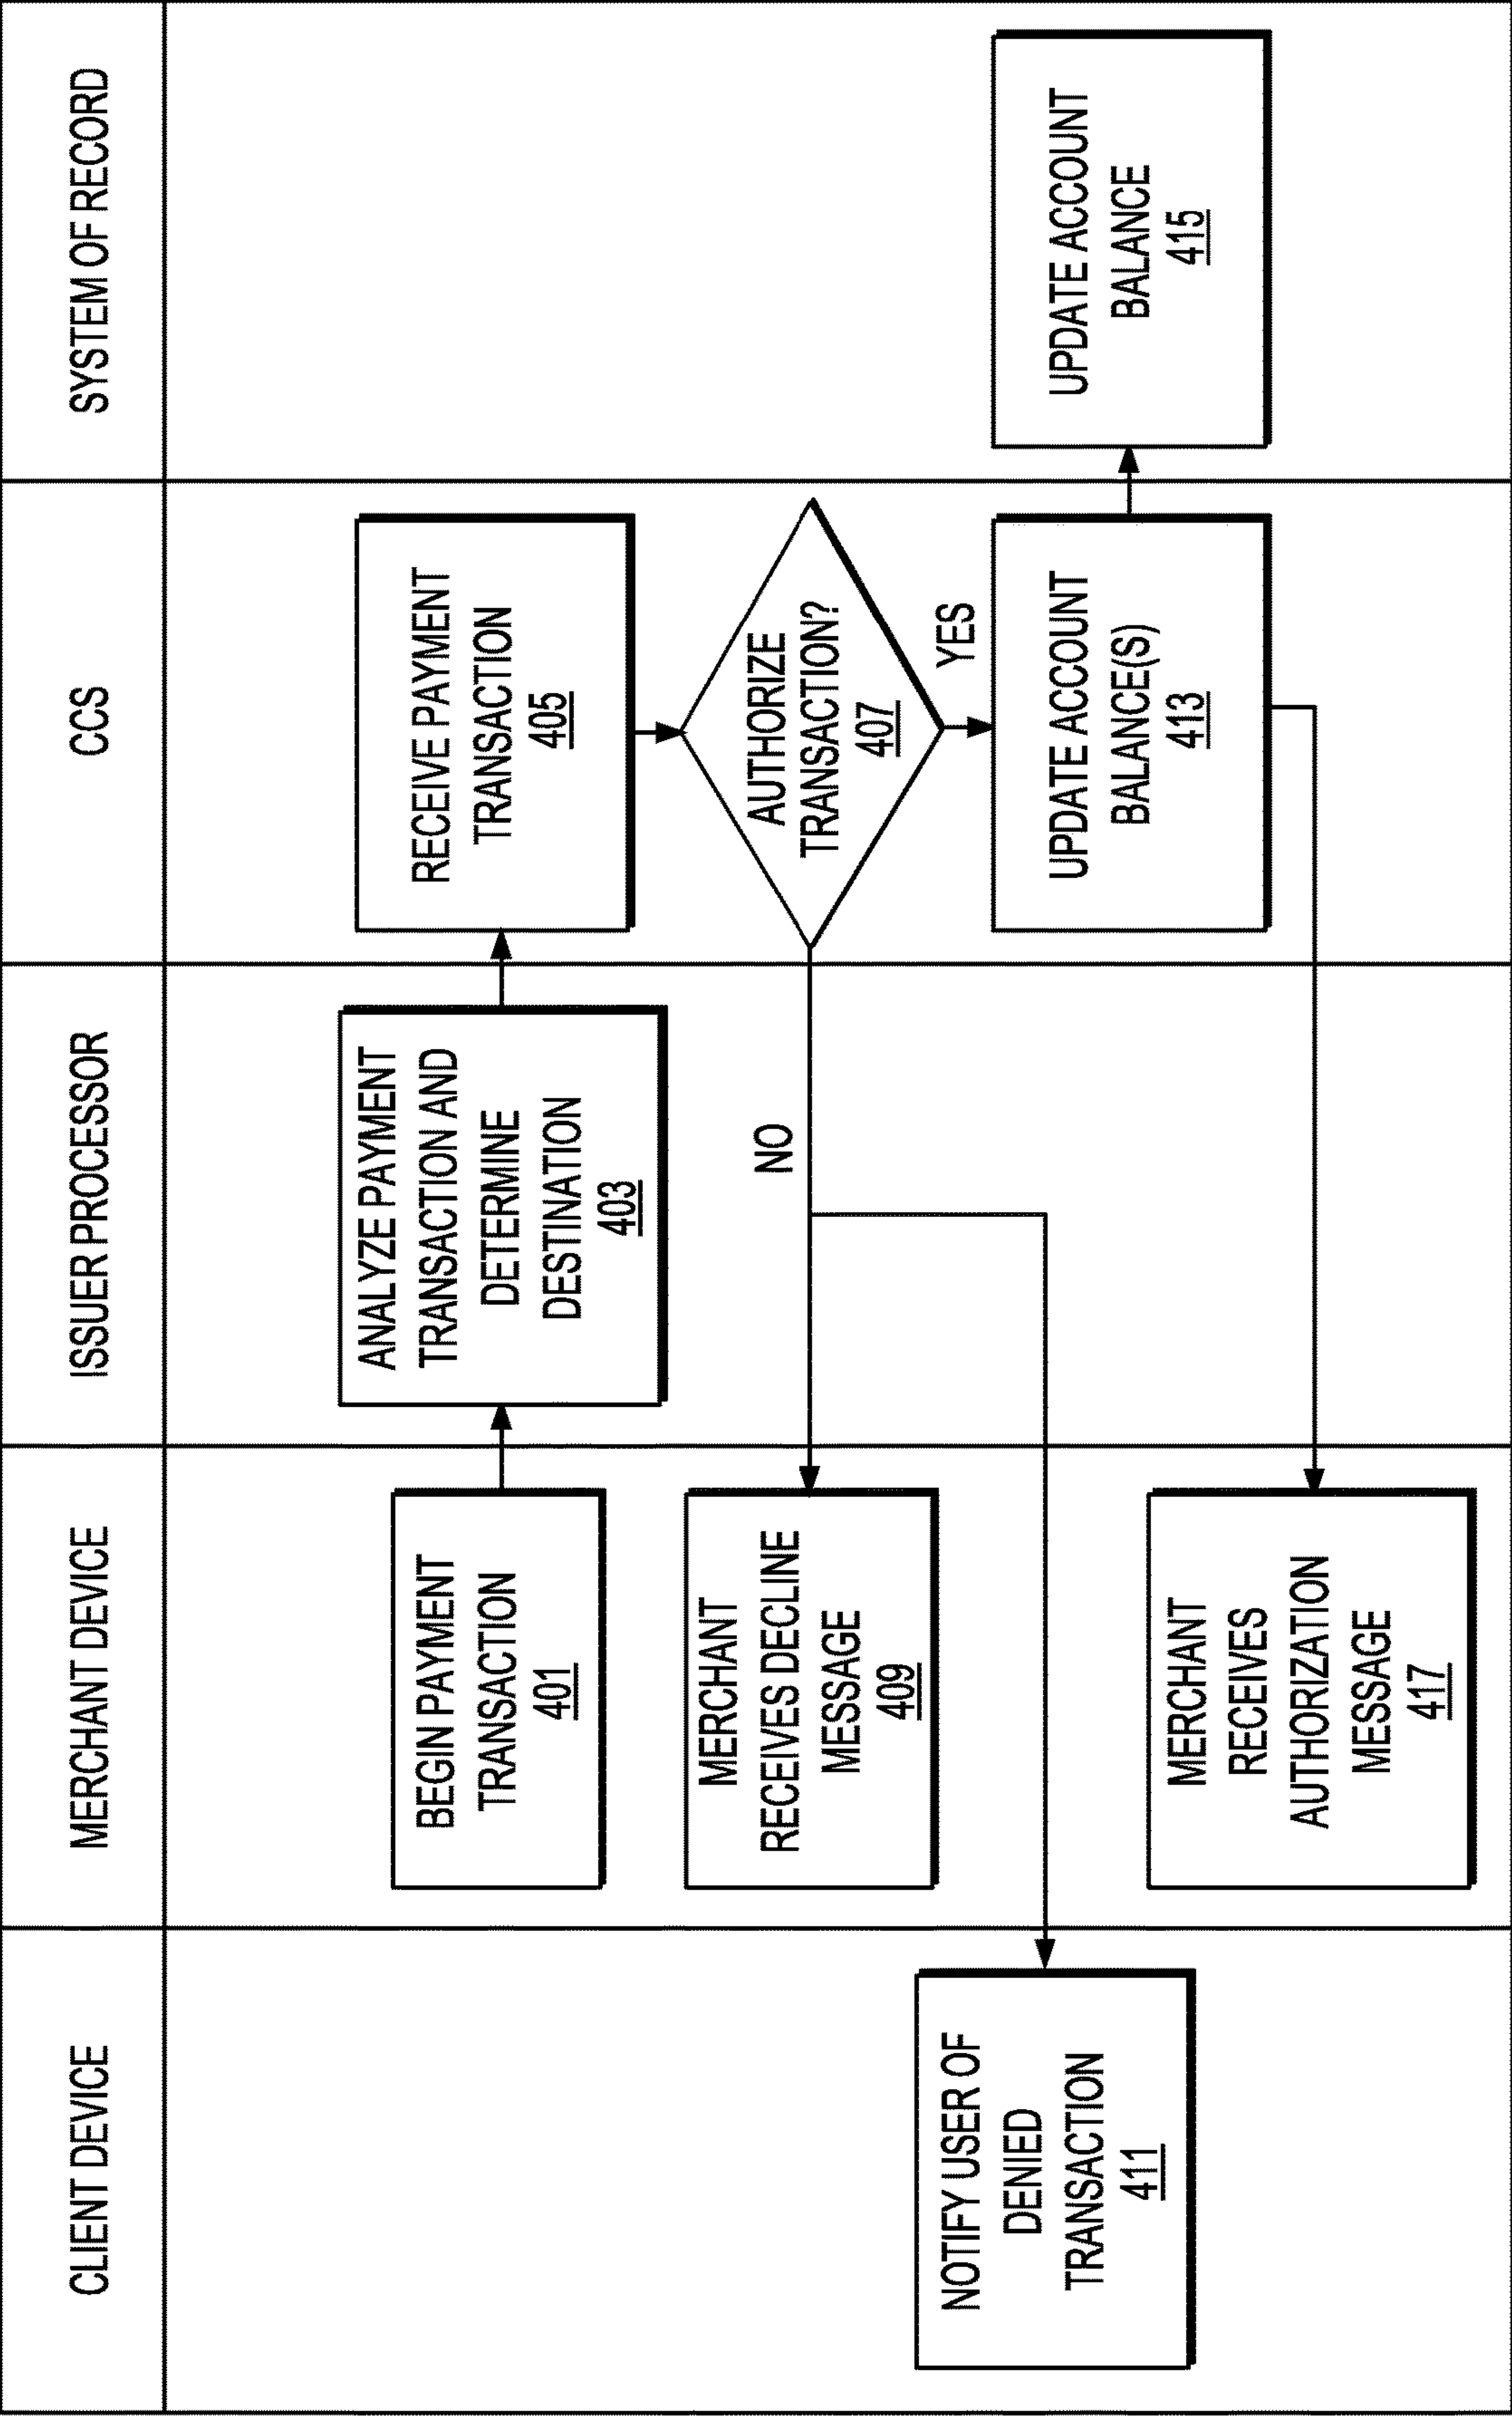 CLIENT DEVICE
MERCHANT DEVICE
ISSUER PROCESSOR
CCS
SYSTEM OF RECORD
BEGIN PAYMENT
TRANSACTION
401
ANALYZE PAYMENT
TRANSACTION AND
DETERMINE
DESTINATION
403
RECEIVE PAYMENT
TRANSACTION
405
AUTHORIZE
TRANSACTION?
407
NO
YES
MERCHANT
RECEIVES DECLINE
MESSAGE
409
NOTIFY USER OF
DENIED
TRANSACTION
411
UPDATE ACCOUNT
BALANCE(S)
413
UPDATE ACCOUNT
BALANCE
415
MERCHANT
RECEIVES
AUTHORIZATION
MESSAGE
417